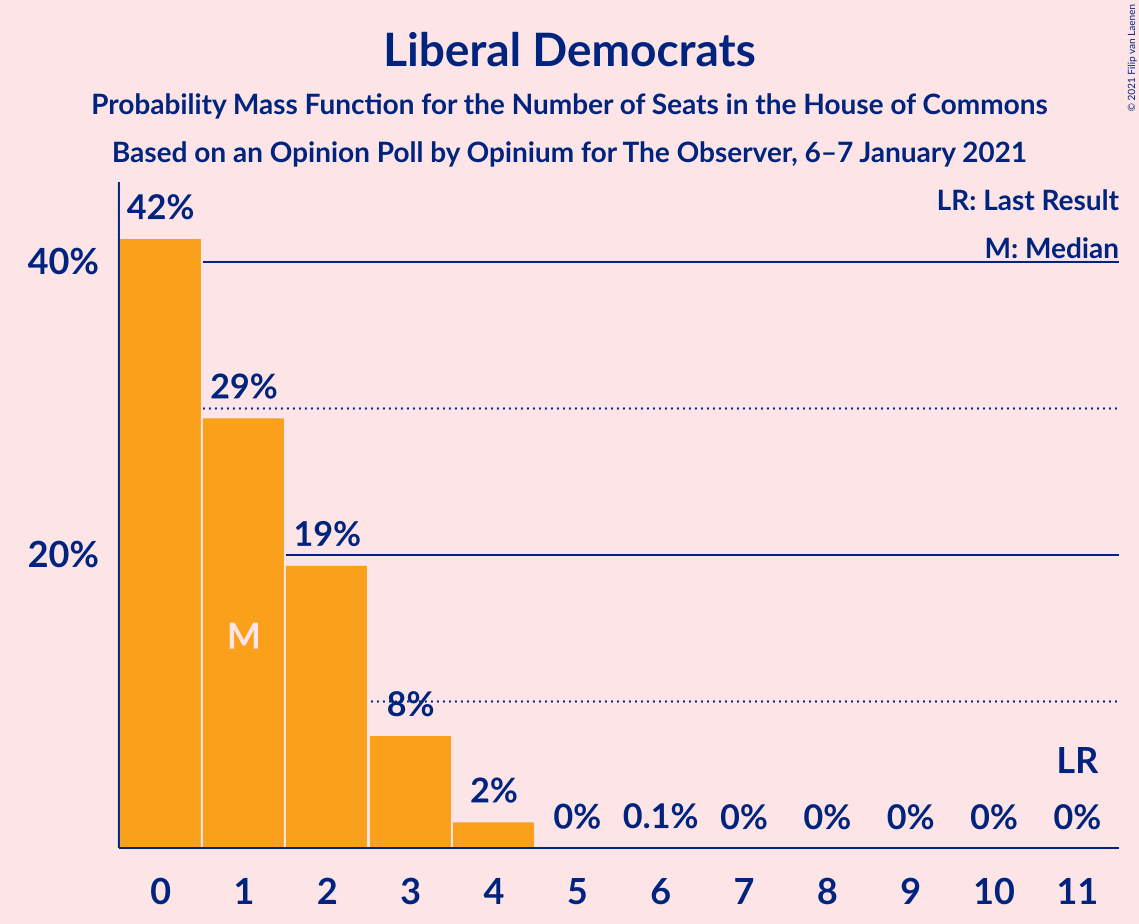 Liberal Democrats
Probability Mass Function for the Number of Seats in the House of Commons
Based on an Opinion Poll by Opinium for The Observer, 6–7 January 2021
© 2021 Filip van Laenen
LR: Last Result
M: Median
42%
40%
29%
19%
20%
M
8%
LR
2%
0% 0.1% 0% 0% 0% 0% 0%
0 1 2 3 4 5 6 7 8 9 10 11